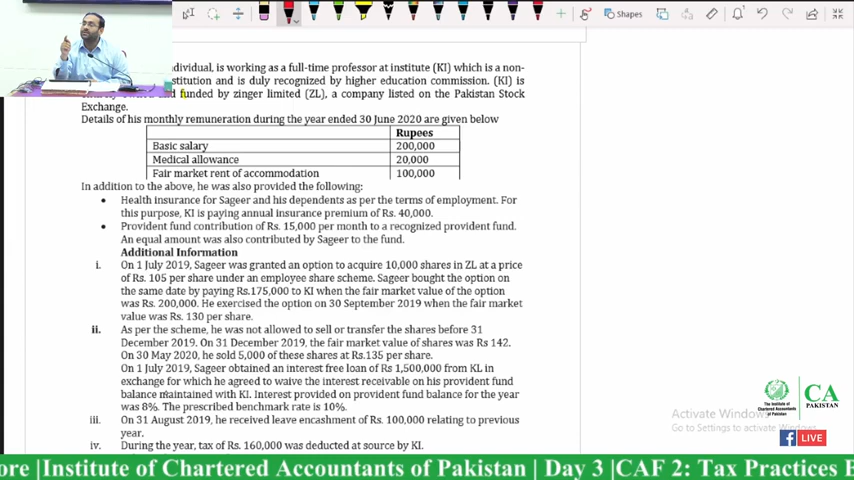 Shapes
ndividual, is working as a full-time professor at institute (KI) which is a non-
stitution and is duly recognized by higher education commission. (KI) is
and funded by zinger limited (ZL), a company listed on the Pakistan Stock
Exchange.
Details of his monthly remuneration during the year ended 30 June 2020 are given below
Rupees
Basic salary 200,000
Medical allowance 20,000
Fair market rent of accommodation 100,000
In addition to the above, he was also provided the following:
• Health insurance for Sageer and his dependents as per the terms of employment. For
this purpose, KI is paying annual insurance premium of Rs. 40,000.
• Provident fund contribution of Rs. 15,000 per month to a recognized provident fund.
An equal amount was also contributed by Sageer to the fund.
Additional Information
i. On 1 July 2019, Sageer was granted an option to acquire 10,000 shares in ZL at a price
of Rs. 105 per share under an employee share scheme. Sageer bought the option on
the same date by paying Rs.175,000 to KI when the fair market value of the option
was Rs. 200,000. He exercised the option on 30 September 2019 when the fair market
value was Rs. 130 per share.
ii. As per the scheme, he was not allowed to sell or transfer the shares before 31
December 2019. On 31 December 2019, the fair market value of shares was Rs 142.
On 30 May 2020, he sold 5,000 of these shares at Rs.135 per share.
On 1 July 2019, Sageer obtained an interest free loan of Rs 1,500,000 from KL in
exchange for which he agreed to waive the interest receivable on his provident fund
balance maintained with KI. Interest provided on provident fund balance for the year
was 8%. The prescribed benchmark rate is 10%.
iii. On 31 August 2019, he received leave encashment of Rs. 100,000 relating to previous
year.
iv. During the year, tax of Rs. 160,000 was deducted at source by KI.
The Institute of
Chartered Accountants
of Pakistan
CA
PAKISTAN
Activate Windows
Go to Settings to activate Windows
LIVE
ore |Institute of Chartered Accountants of Pakistan | Day 3 |CAF 2: Tax Practices